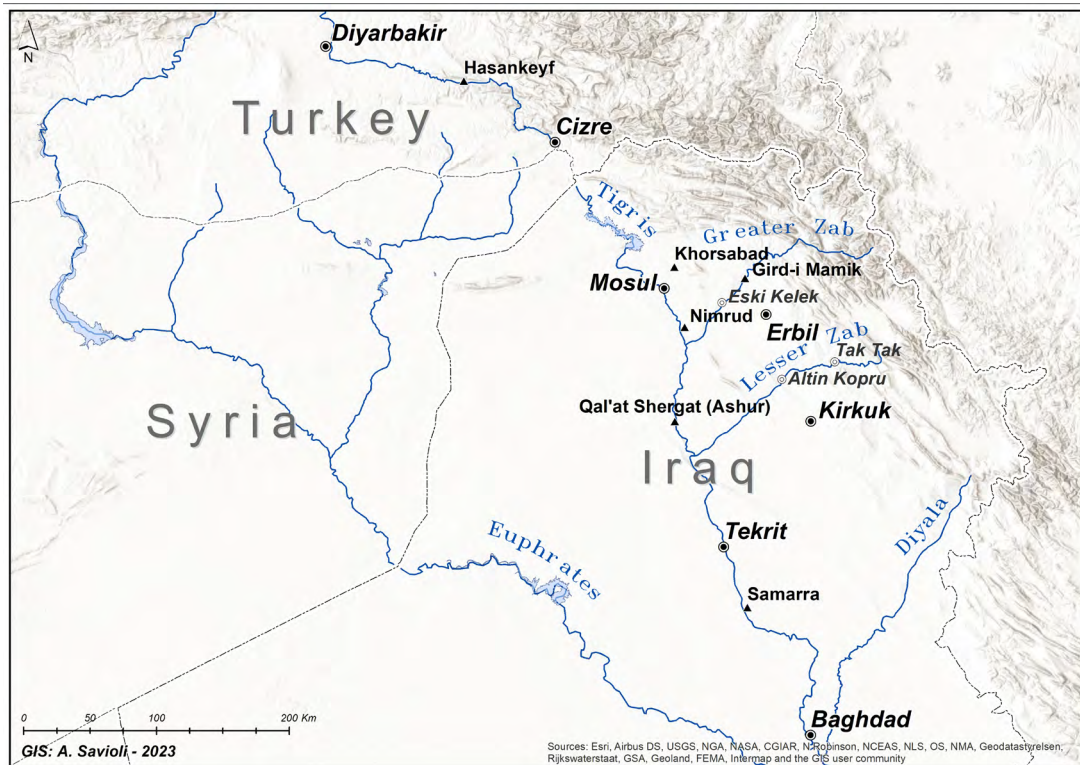 N
Diyarbakir
Hasankeyf
Turkey
Cizre
Tigris
Greater Zab
Khorsabad
Gird-i Mamik
Mosul
Eski Kelek
Nimrud
Erbil
Lesser Zab
Tak Tak
Altin Kopru
Qal'at Shergat (Ashur)
Kirkuk
Syria
Iraq
Tekrit
Euphrates
Diyala
Samarra
0 50 100 200 Km
Baghdad
GIS: A. Savioli - 2023
Sources: Esri, Airbus DS, USGS, NGA, NASA, CGIAR, N Robinson, NCEAS, NLS, OS, NMA, Geodatastyrelsen,
Rijkswaterstaat, GSA, Geoland, FEMA, Intermap and the GIS user community